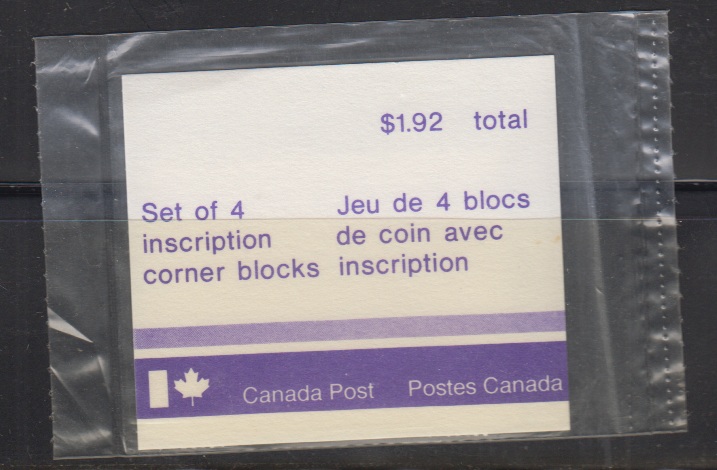 $1.92 total
Set of 4
inscription
corner blocks
Jeu de 4 blocs
de coin avec
inscription
Canada Post
Postes Canada